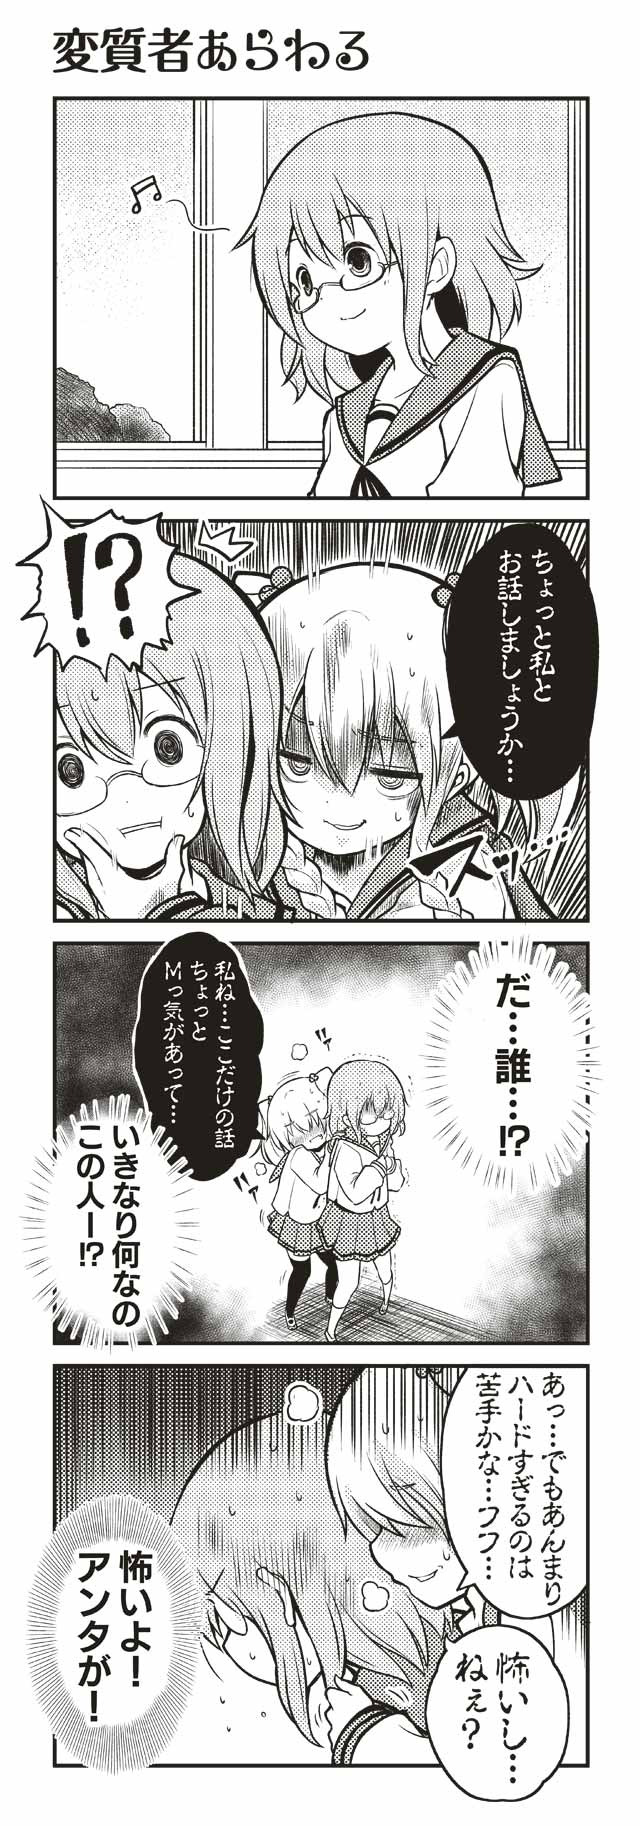 変質者あらわる
ちょっと私と
お話しましょうか…
!?
スッ……
だ…誰…!?
私ね…ここだけの話
ちょっと
Mっ気があって…
いきなり何なの
この人ー!?
あっ…でもあんまり
ハードすぎるのは
苦手かな…フフ…
怖いし…
ねぇ?
怖いよ!
アンタが!